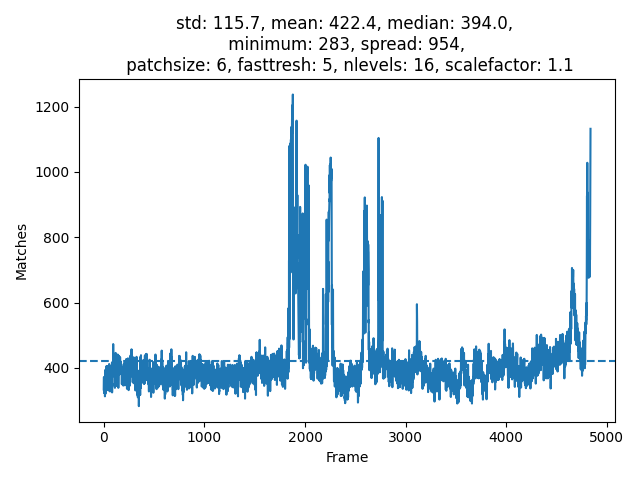 std: 115.7, mean: 422.4, median: 394.0,
minimum: 283, spread: 954,
patchsize: 6, fasttresh: 5, nlevels: 16, scalefactor: 1.1
1200
1000
800
600
400
Matches
0 1000 2000 3000 4000 5000
Frame